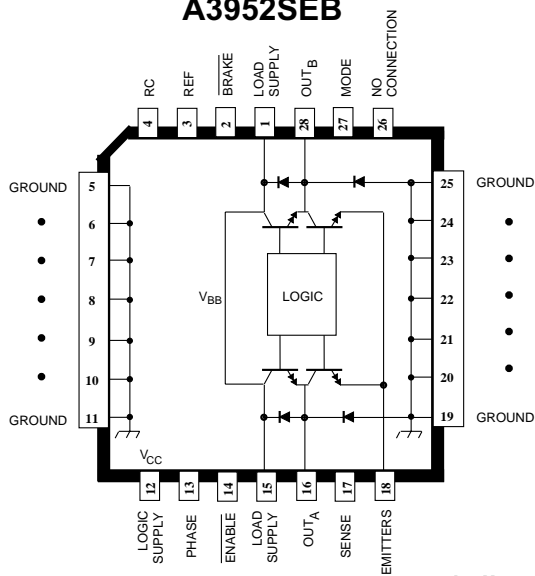 A3952SEB
RC
REF
BRAKE
LOAD
SUPPLY
OUTB
MODE
NO
CONNECTION
4
3
2
1
28
27
26
GROUND
5
6
7
8
9
10
GROUND
11
VBB
LOGIC
25
GROUND
24
23
22
21
20
19
GROUND
VCC
12
13
14
15
16
17
18
LOGIC
SUPPLY
PHASE
ENABLE
LOAD
SUPPLY
OUTA
SENSE
EMITTERS